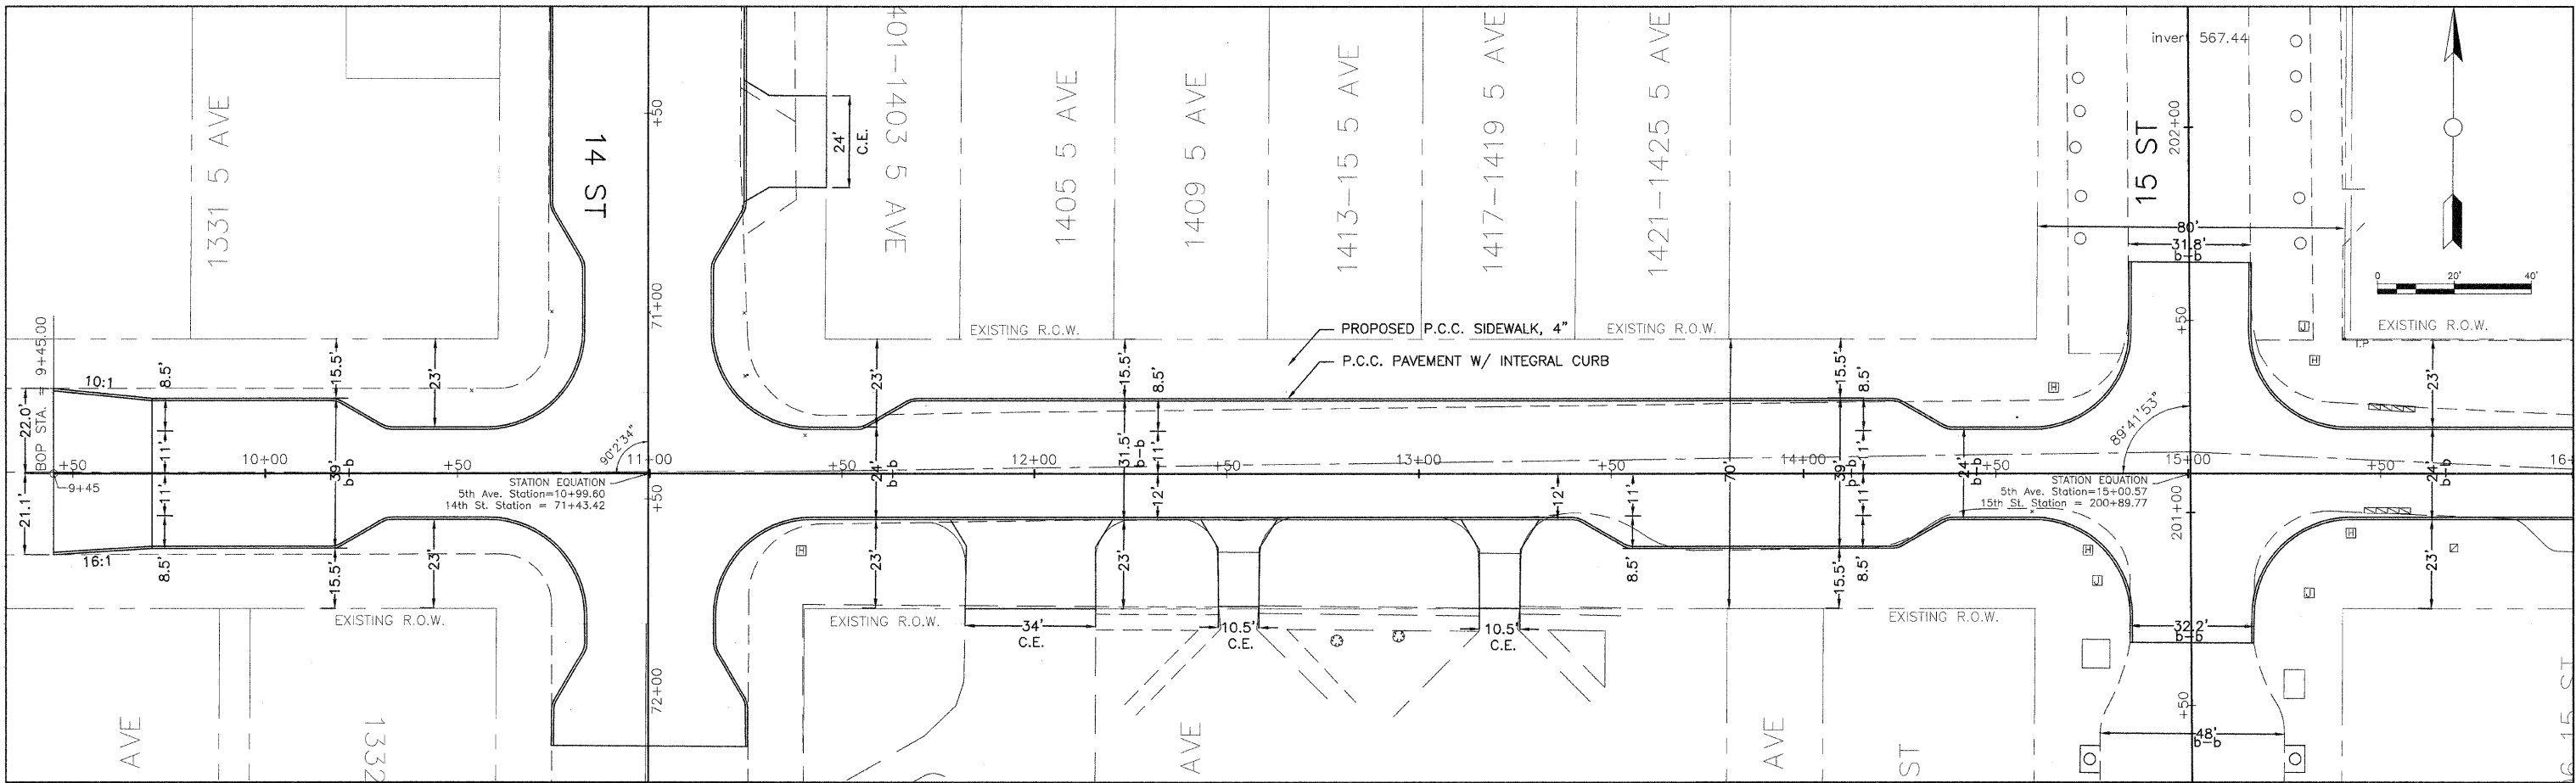 1331 5 AVE
14 ST
+50
24'
C.E.
401-1403 5 AVE
1405 5 AVE
1409 5 AVE
1413-15 5 AVE
1417-1419 5 AVE
1421-1425 5 AVE
inver 567.44
15 ST
202+00
80'
31.8'
b-b
0 20' 40'
71+00
+50
EXISTING R.O.W.
PROPOSED P.C.C. SIDEWALK, 4"
EXISTING R.O.W.
EXISTING R.O.W.
P.C.C. PAVEMENT W/ INTEGRAL CURB
BOP STA. = 9+45.00
10:1
22.0'
8.5'
15.5'
23'
23'
15.5'
8.5'
15.5'
8.5'
23'
J
H
H
11'
39'
b-b
90°2'34"
24'
b-b
31.5'
b-b
11'
70'
39'
b-b
11'
24'
b-b
89°41'53"
24'
b-b
+50
10+00
+50
11+00
+50
12+00
+50
13+00
+50
14+00
+50
15+00
+50
16
9+45
21.1'
11'
STATION EQUATION
5th Ave. Station=10+99.60
14th St. Station = 71+43.42
+50
12'
12'
11'
11'
STATION EQUATION
5th Ave. Station=15+00.57
15th St. Station = 200+89.77
201+00
16:1
8.5'
15.5'
23'
H
23'
23'
8.5'
15.5'
8.5'
H
J
H
J
23'
EXISTING R.O.W.
EXISTING R.O.W.
EXISTING R.O.W.
34'
C.E.
10.5'
C.E.
10.5'
C.E.
32.2'
b-b
72+00
+50
48'
b-b
AVE
1332
AVE
AVE
ST
15 ST